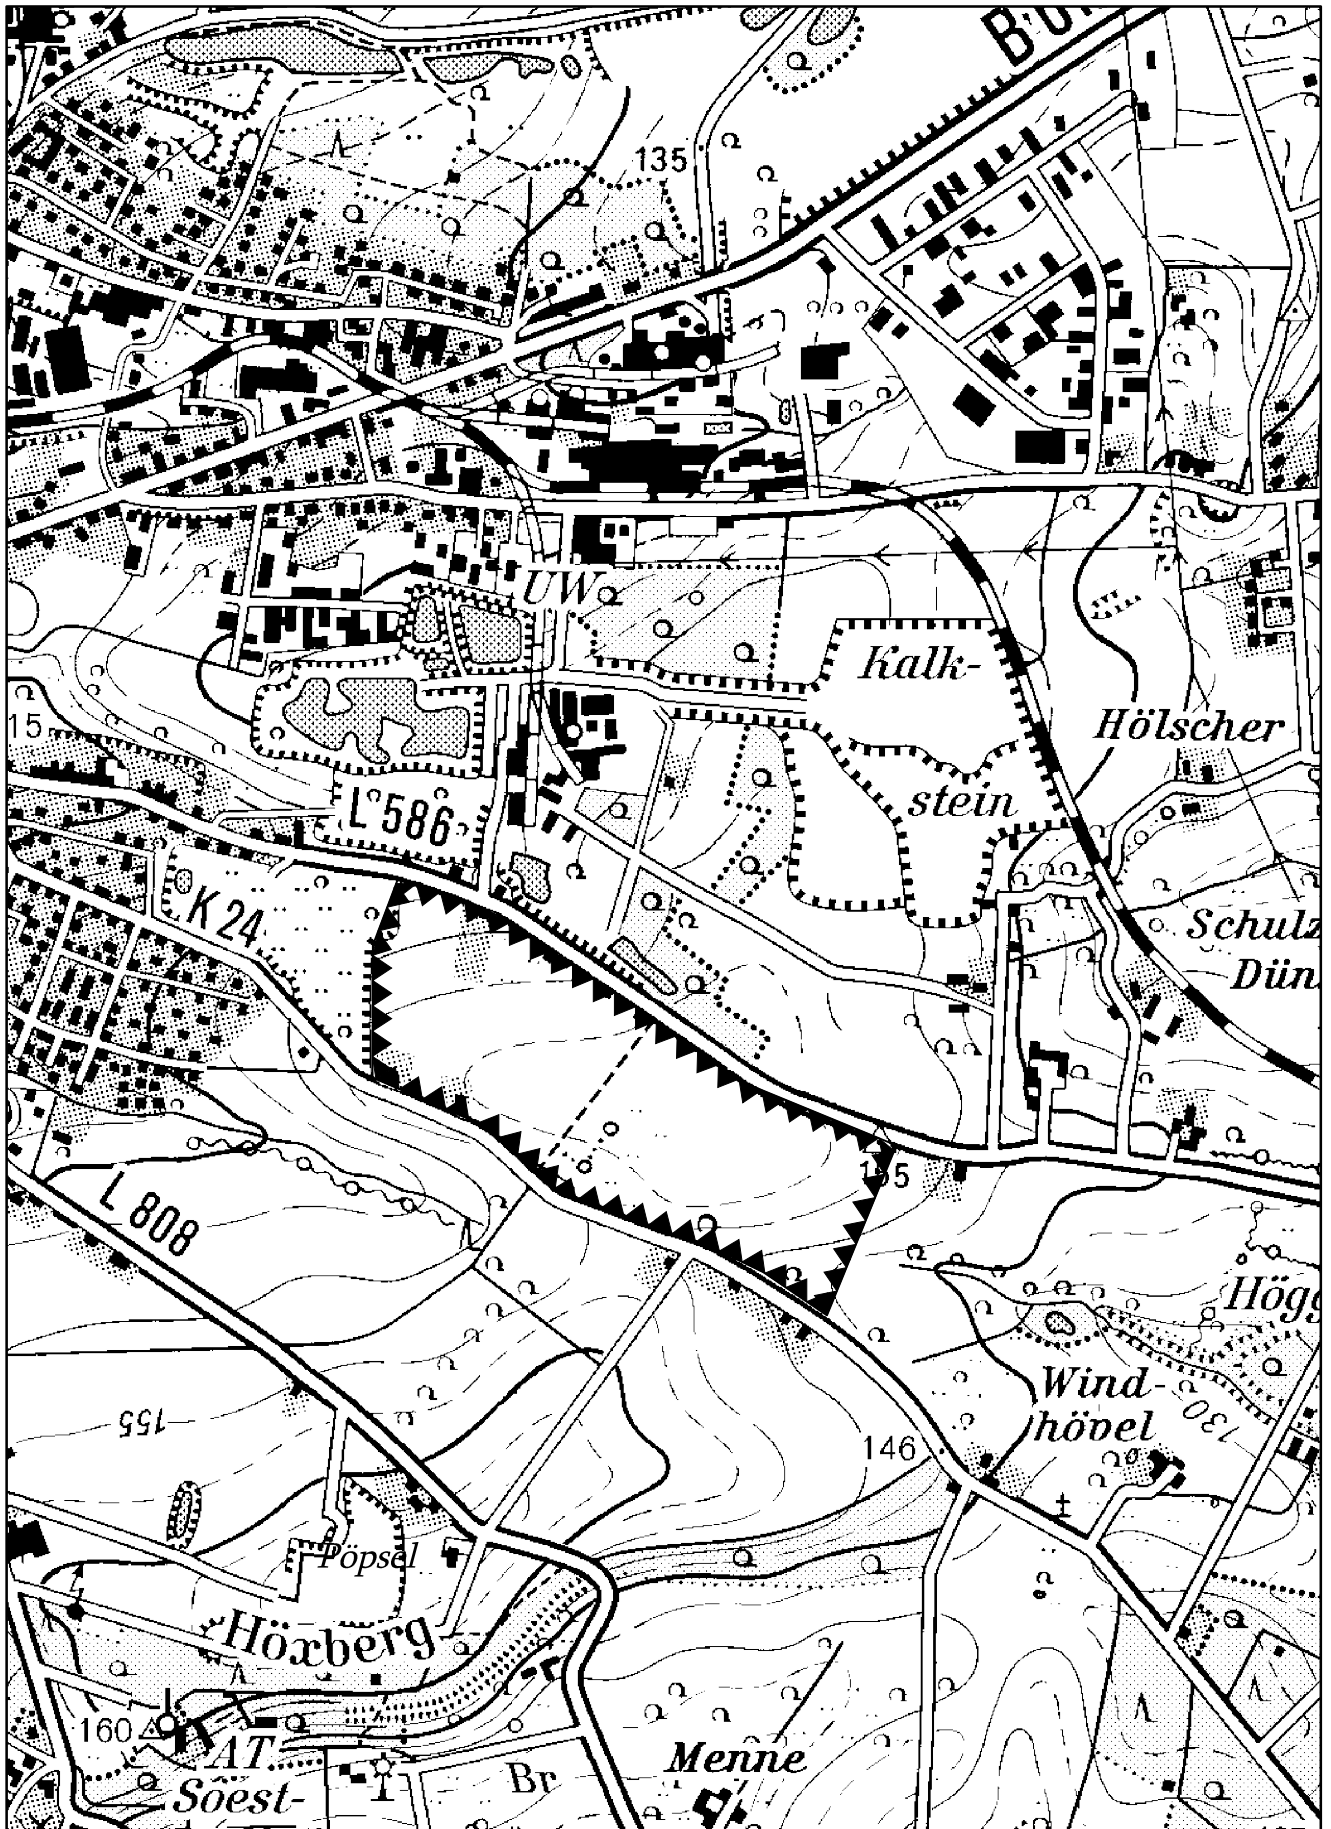 135
UW
Kalk-
Hölscher
15
stein
L 586
K 24
Schulz
Dün
155
L 808
Högg
Wind-
hövel
155
130
146
Pöpsel
Höxberg
160
AT
Menne
Br
Soest-